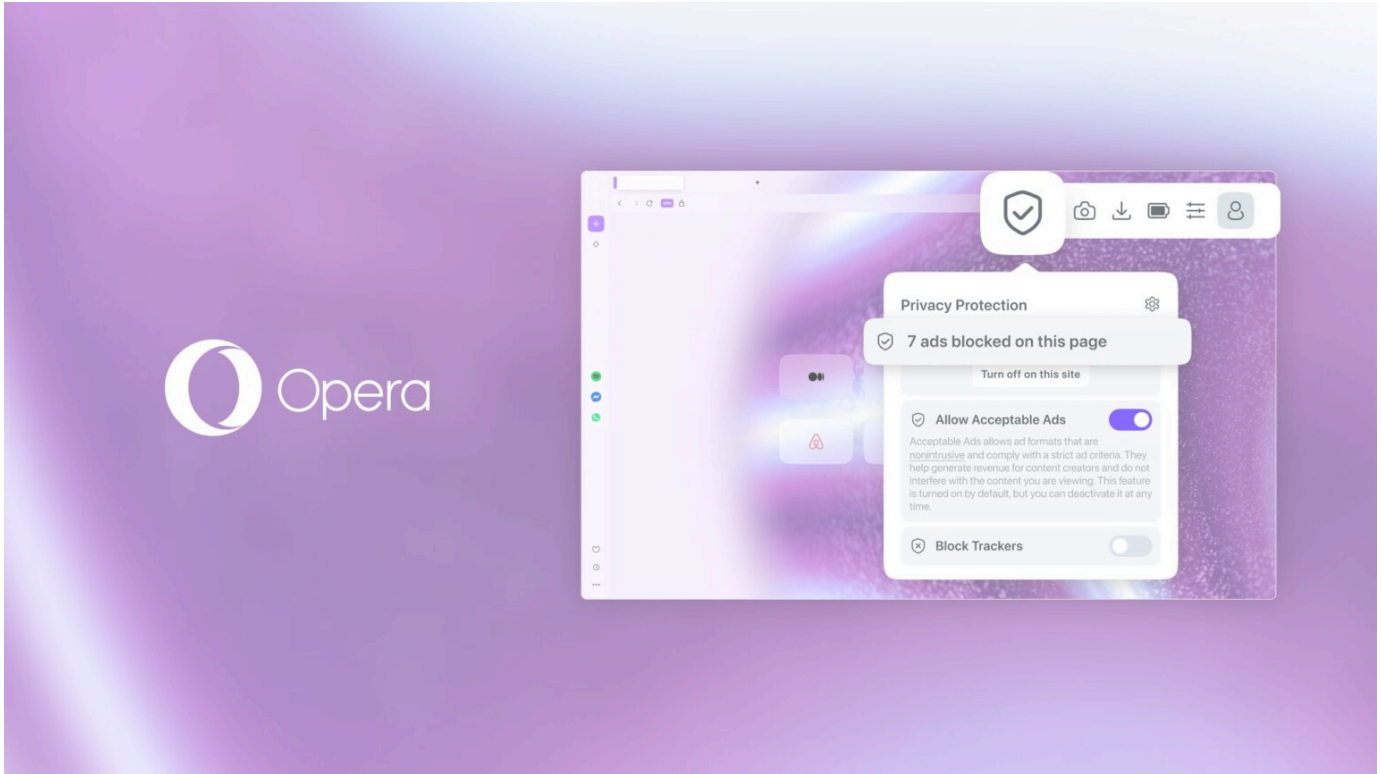 Opera
Privacy Protection
7 ads blocked on this page
Turn off on this site
Allow Acceptable Ads
Acceptable Ads allows ad formats that are
nonintrusive and comply with a strict ad criteria. They
help generate revenue for content creators and do not
interfere with the content you are viewing. This feature
is turned on by default, but you can deactivate it at any
time.
Block Trackers